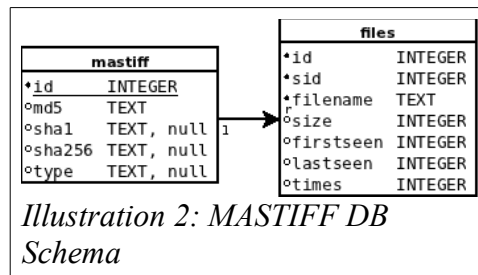 mastiff
id INTEGER
md5 TEXT
sha1 TEXT, null
sha256 TEXT, null
type TEXT, null
1
r
files
id INTEGER
sid INTEGER
filename TEXT
size INTEGER
firstseen INTEGER
lastseen INTEGER
times INTEGER
Illustration 2: MASTIFF DB
Schema